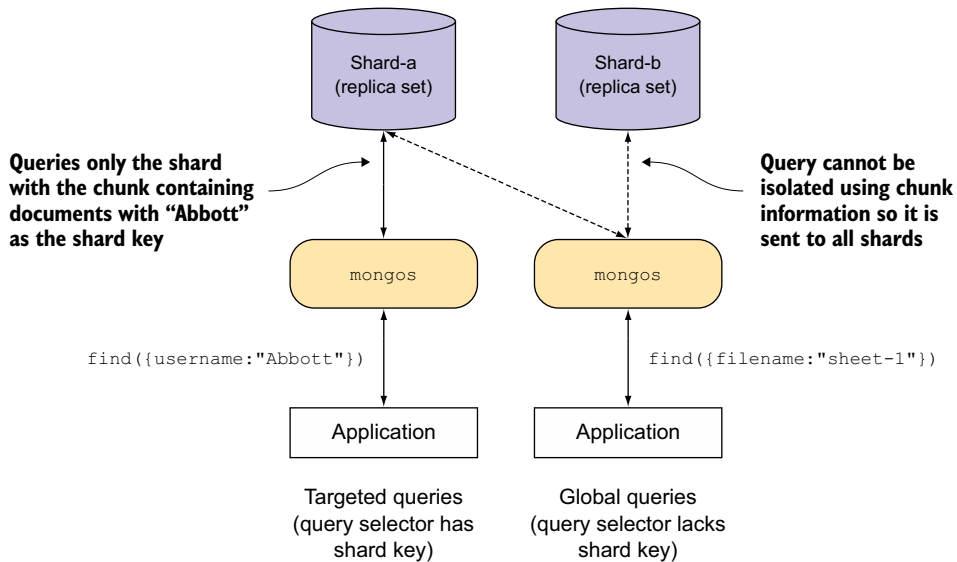 Shard-a
(replica set)
Shard-b
(replica set)
Queries only the shard
with the chunk containing
documents with “Abbott”
as the shard key
Query cannot be
isolated using chunk
information so it is
sent to all shards
mongos
mongos
find({username:"Abbott"})
find({filename:"sheet-1"})
Application
Application
Targeted queries
(query selector has
shard key)
Global queries
(query selector lacks
shard key)